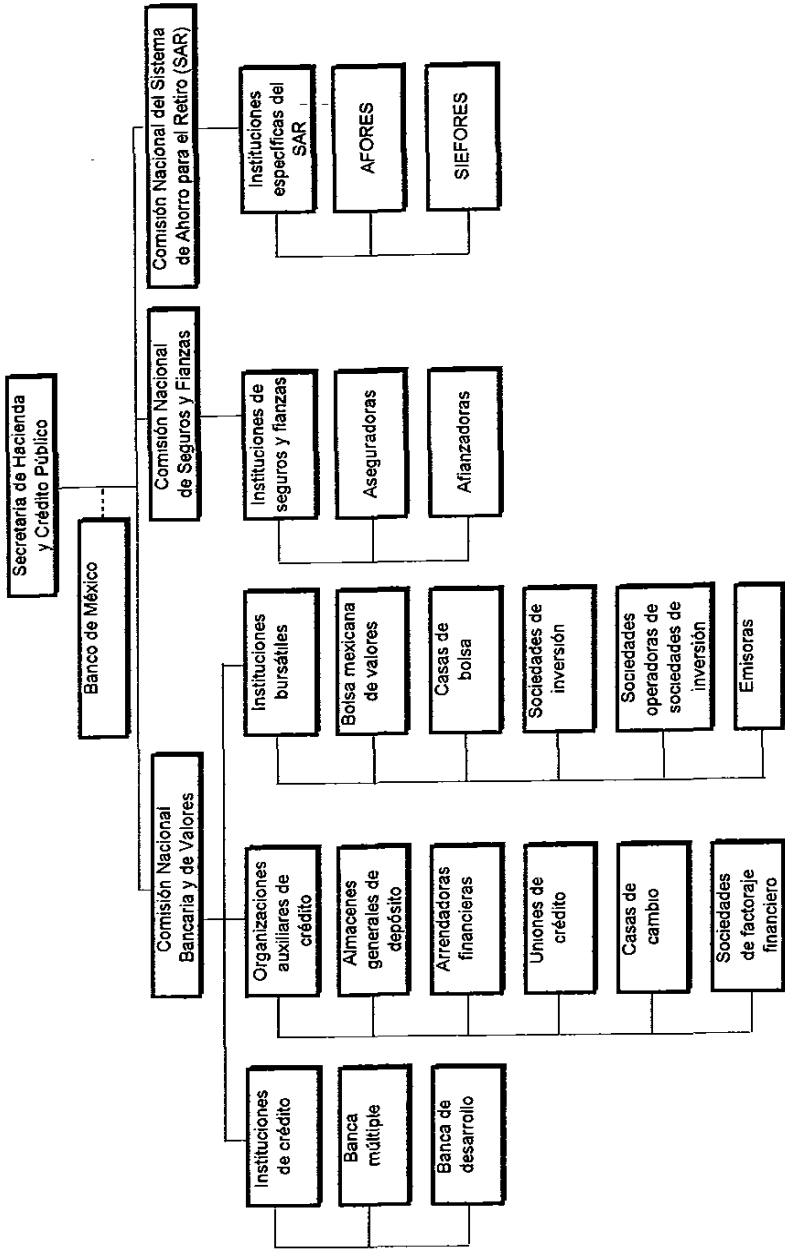 Secretaría de Hacienda
y Crédito Público
Banco de México
Comisión Nacional
Bancaria y de Valores
Comisión Nacional
de Seguros y Fianzas
Comisión Nacional del Sistema
de Ahorro para el Retiro (SAR)
Instituciones
de crédito
Banca
múltiple
Banca de
desarrollo
Organizaciones
auxiliares de
crédito
Almacenes
generales de
depósito
Arrendadoras
financieras
Uniones de
crédito
Casas de
cambio
Sociedades
de factoraje
financiero
Instituciones
bursátiles
Bolsa mexicana
de valores
Casas de
bolsa
Sociedades de
inversión
Sociedades
operadoras de
sociedades de
inversión
Emisoras
Instituciones de
seguros y fianzas
Aseguradoras
Afianzadoras
Instituciones
específicas del
SAR
AFORES
SIEFORES